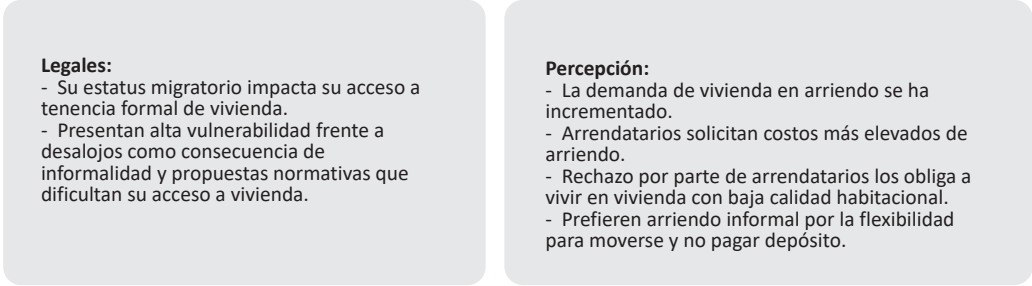 Legales:
- Su estatus migratorio impacta su acceso a
tenencia formal de vivienda.
- Presentan alta vulnerabilidad frente a
desalojos como consecuencia de
informalidad y propuestas normativas que
dificultan su acceso a vivienda.
Percepción:
- La demanda de vivienda en arriendo se ha
incrementado.
- Arrendatarios solicitan costos más elevados de
arriendo.
- Rechazo por parte de arrendatarios los obliga a
vivir en vivienda con baja calidad habitacional.
- Prefieren arriendo informal por la flexibilidad
para moverse y no pagar depósito.